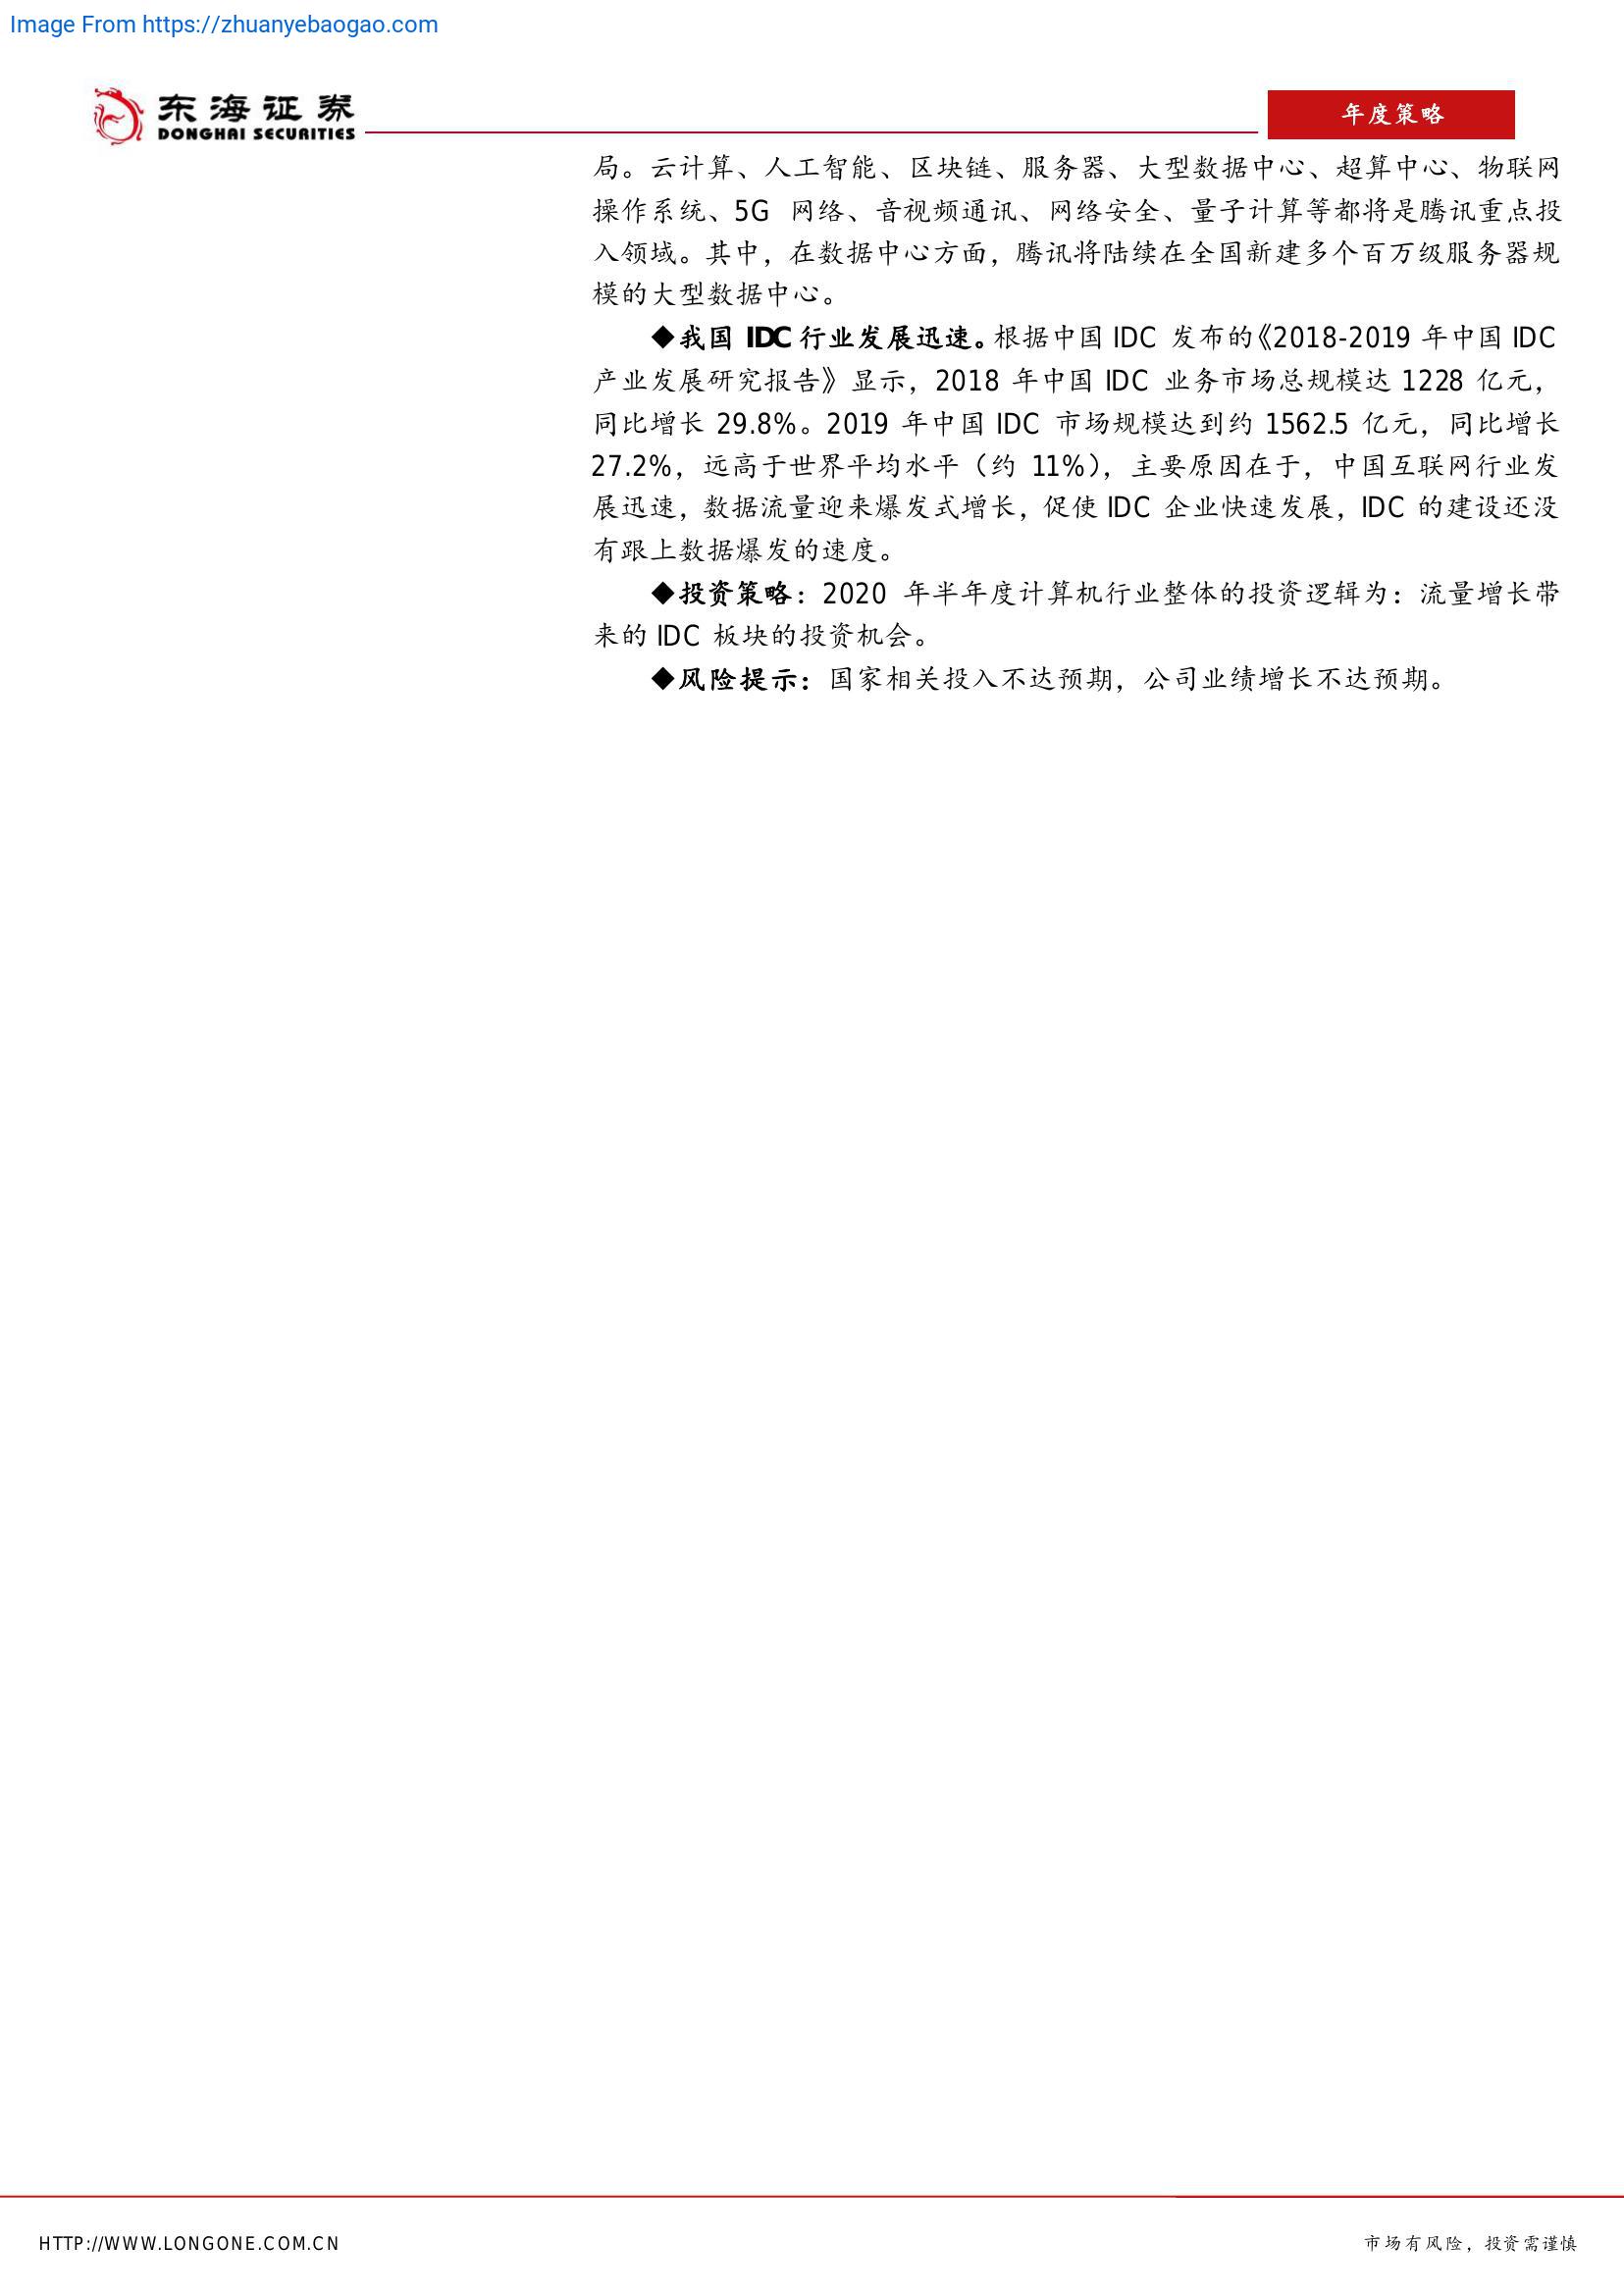 Image From https://zhuanyebaogao.com
东海证券
DONGHAI SECURITIES
年度策略
局。云计算、人工智能、区块链、服务器、大型数据中心、超算中心、物联网
操作系统、5G 网络、音视频通讯、网络安全、量子计算等都将是腾讯重点投
入领域。其中，在数据中心方面，腾讯将陆续在全国新建多个百万级服务器规
模的大型数据中心。
◆我国 IDC 行业发展迅速。根据中国 IDC 发布的《2018-2019 年中国 IDC
产业发展研究报告》显示，2018 年中国 IDC 业务市场总规模达 1228 亿元，
同比增长 29.8%。2019 年中国 IDC 市场规模达到约 1562.5 亿元，同比增长
27.2%，远高于世界平均水平（约 11%），主要原因在于，中国互联网行业发
展迅速，数据流量迎来爆发式增长，促使 IDC 企业快速发展，IDC 的建设还没
有跟上数据爆发的速度。
◆投资策略：2020 年半年度计算机行业整体的投资逻辑为：流量增长带
来的 IDC 板块的投资机会。
◆风险提示：国家相关投入不达预期，公司业绩增长不达预期。
HTTP://WWW.LONGONE.COM.CN
市场有风险，投资需谨慎